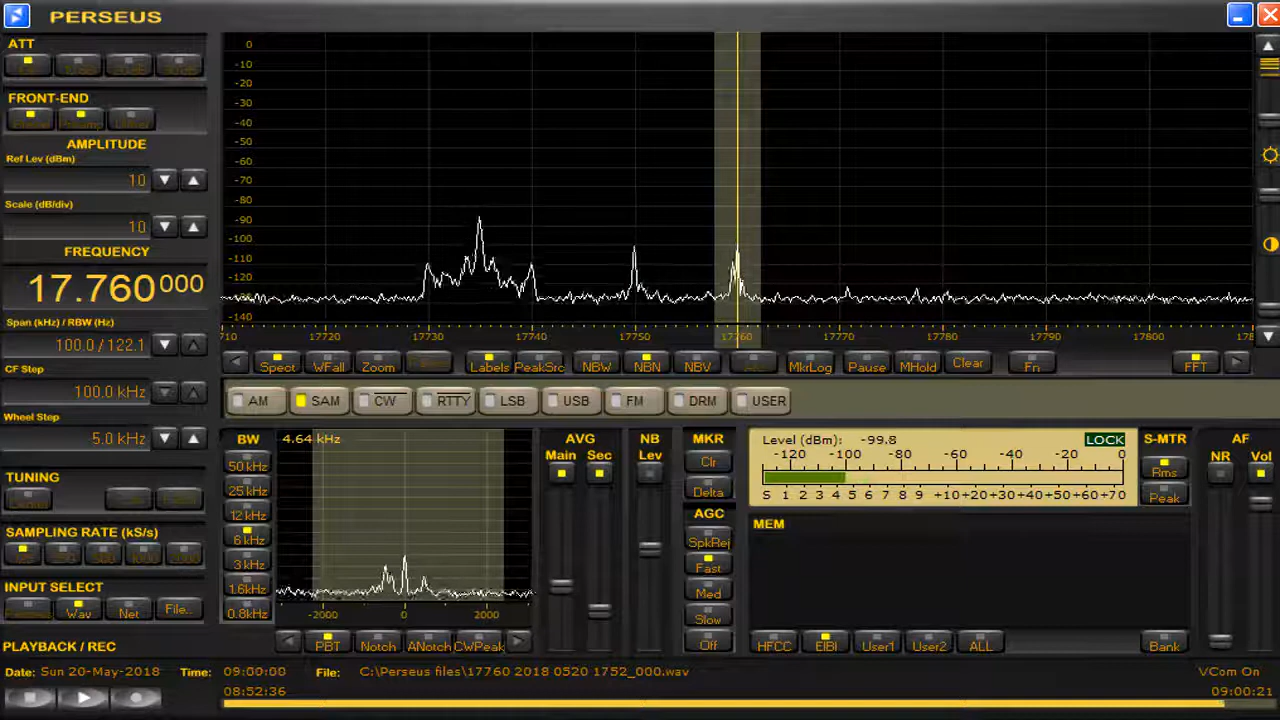 PERSEUS
ATT
FRONT-END
AMPLITUDE
Ref Lev (dBm)
10
Scale (dB/div)
10
FREQUENCY
17.760 000
Span (kHz) / RBW (Hz)
100.0 / 122.1
CF Step
100.0 kHz
Wheel Step
5.0 kHz
TUNING
SAMPLING RATE (kS/s)
INPUT SELECT
Wav Net File...
PLAYBACK / REC
0
-10
-20
-30
-40
-50
-60
-70
-80
-90
-100
-110
-120
-140
710 17720 17730 17740 17750 17760 17770 17780 17790 17800
Spect WFall Zoom Labels PeakSrc NBW NBN NBV MkrLog Pause MHold Clear Fn FFT
AM SAM CW RTTY LSB USB FM DRM USER
BW
50 kHz
25 kHz
12 kHz
6 kHz
3 kHz
1.6kHz
0.8kHz
4.64 kHz
-2000 0 2000
PBT Notch ANotch CWPeak
AVG
Main Sec
NB
Lev
MKR
Clr
Delta
AGC
SpkRej
Fast
Med
Slow
Off
Level (dBm): -99.8 LOCK
-120 -100 -80 -60 -40 -20 0
S 1 2 3 4 5 6 7 8 9 +10+20+30+40+50+60+70
S-MTR
Rms
Peak
AF
NR Vol
MEM
HFCC EIBI User1 User2 ALL Bank
Date: Sun 20-May-2018 Time: 09:00:00 File: C:\Perseus files\17760 2018 0520 1752_000.wav VCom On
08:52:36 09:00:21